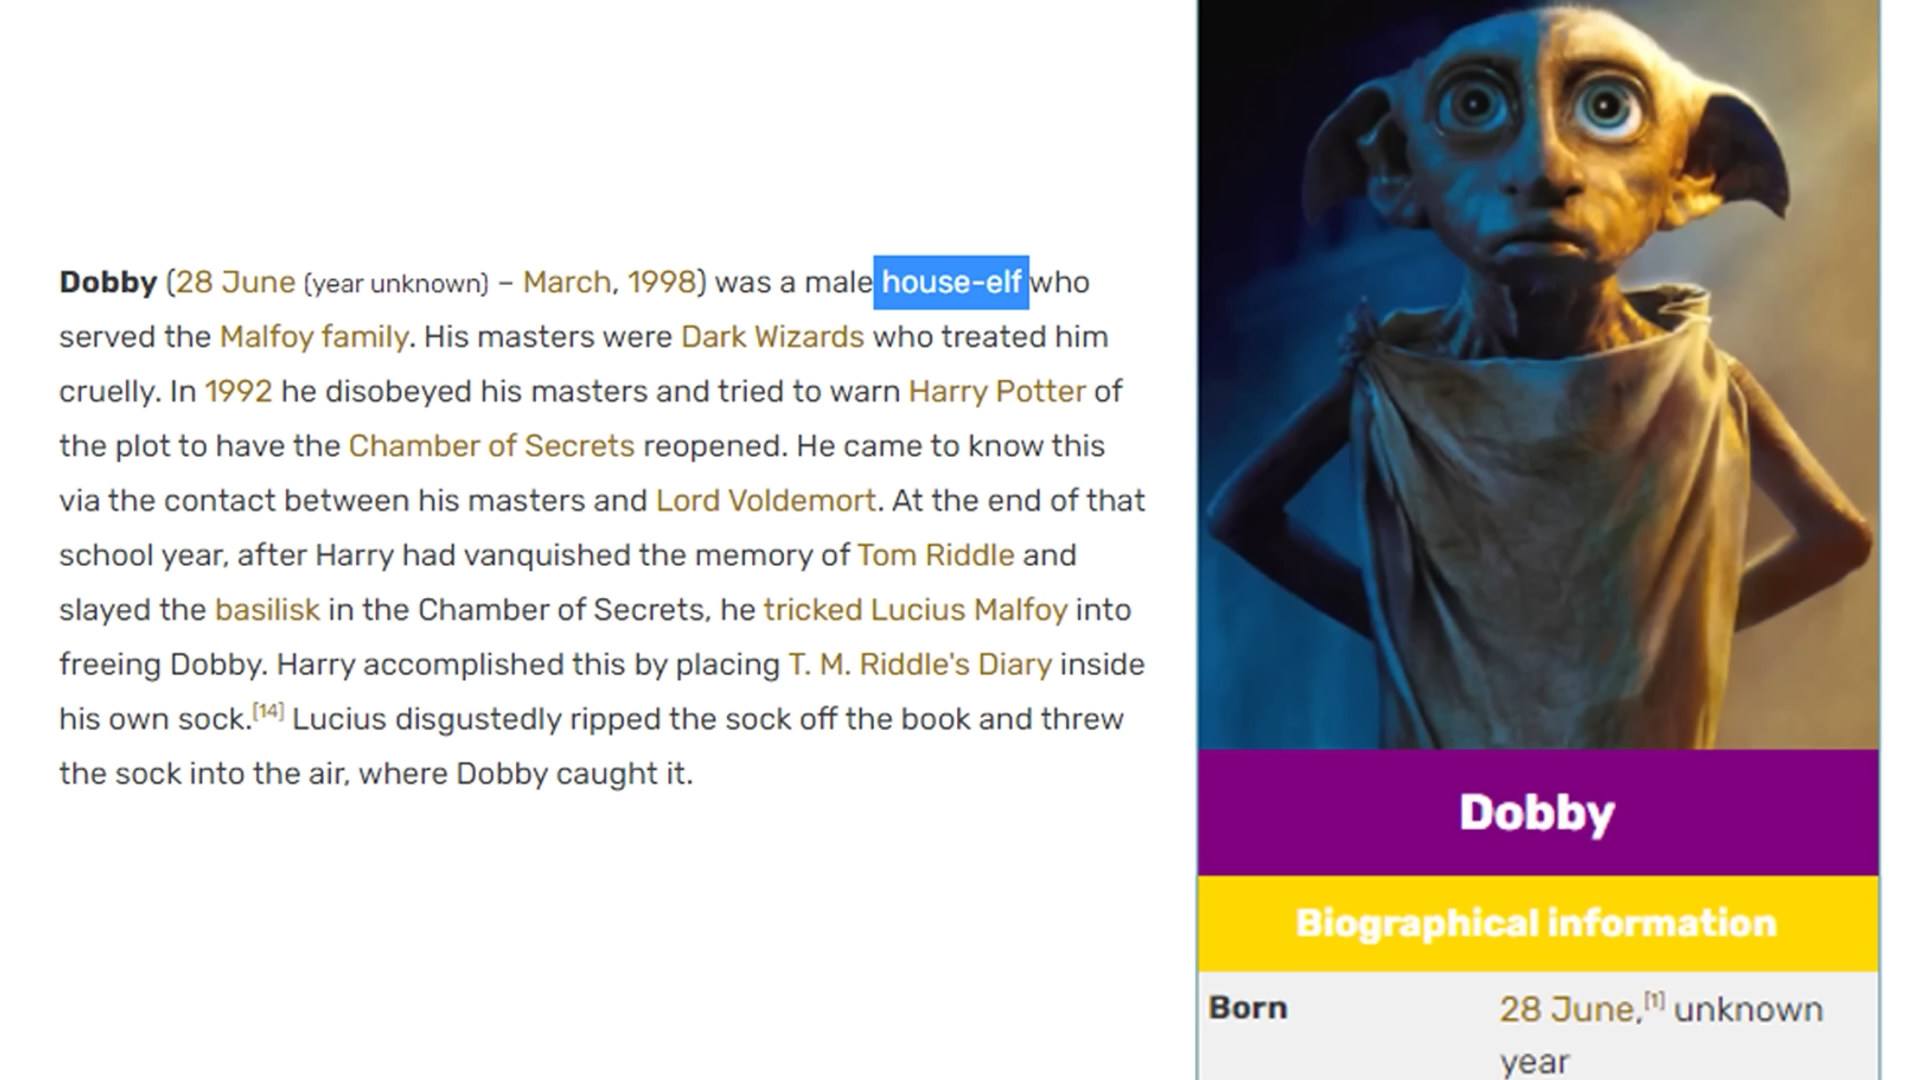 Dobby (28 June (year unknown) – March, 1998) was a male house-elf who
served the Malfoy family. His masters were Dark Wizards who treated him
cruelly. In 1992 he disobeyed his masters and tried to warn Harry Potter of
the plot to have the Chamber of Secrets reopened. He came to know this
via the contact between his masters and Lord Voldemort. At the end of that
school year, after Harry had vanquished the memory of Tom Riddle and
slayed the basilisk in the Chamber of Secrets, he tricked Lucius Malfoy into
freeing Dobby. Harry accomplished this by placing T. M. Riddle's Diary inside
his own sock.[14] Lucius disgustedly ripped the sock off the book and threw
the sock into the air, where Dobby caught it.
Dobby
Biographical information
Born 28 June,[1] unknown
year